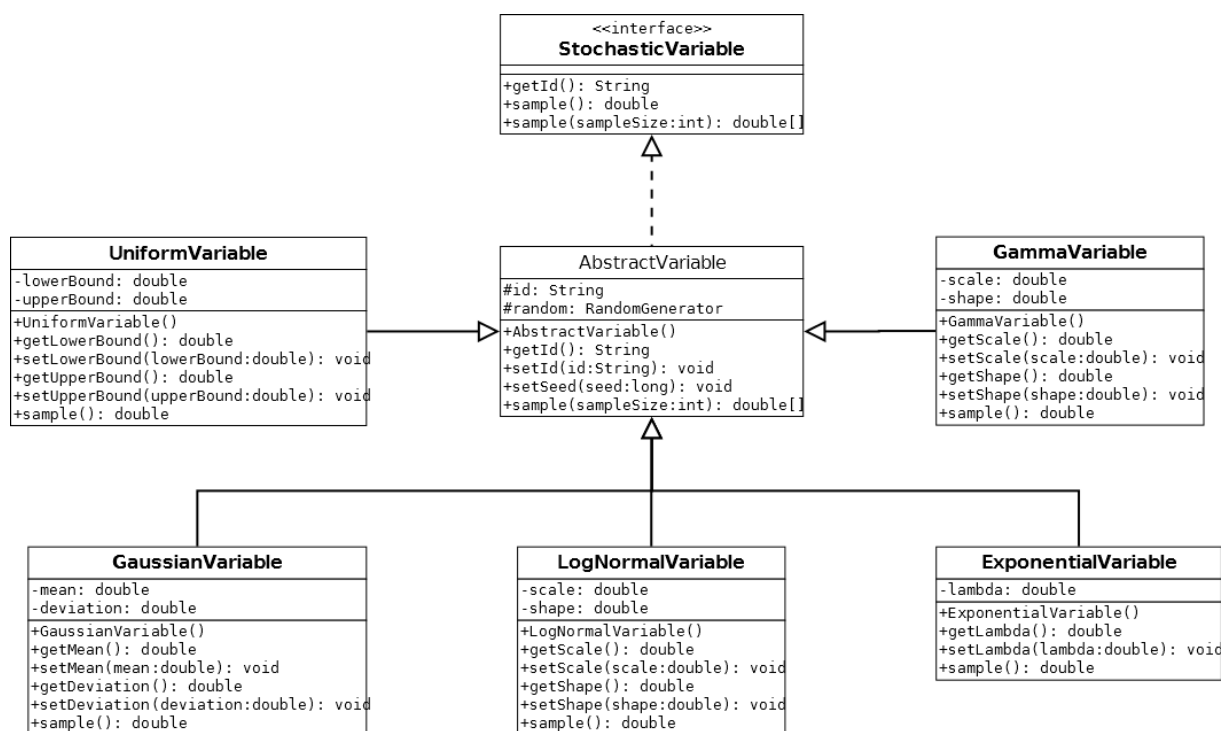 <<interface>>
StochasticVariable
+getId(): String
+sample(): double
+sample(sampleSize:int): double[]
UniformVariable
-lowerBound: double
-upperBound: double
+UniformVariable()
+getLowerBound(): double
+setLowerBound(lowerBound:double): void
+getUpperBound(): double
+setUpperBound(upperBound:double): void
+sample(): double
AbstractVariable
#id: String
#random: RandomGenerator
+AbstractVariable()
+getId(): String
+setId(id:String): void
+setSeed(seed:long): void
+sample(sampleSize:int): double[]
GammaVariable
-scale: double
-shape: double
+GammaVariable()
+getScale(): double
+setScale(scale:double): void
+getShape(): double
+setShape(shape:double): void
+sample(): double
GaussianVariable
-mean: double
-deviation: double
+GaussianVariable()
+getMean(): double
+setMean(mean:double): void
+getDeviation(): double
+setDeviation(deviation:double): void
+sample(): double
LogNormalVariable
-scale: double
-shape: double
+LogNormalVariable()
+getScale(): double
+setScale(scale:double): void
+getShape(): double
+setShape(shape:double): void
+sample(): double
ExponentialVariable
-lambda: double
+ExponentialVariable()
+getLambda(): double
+setLambda(lambda:double): void
+sample(): double